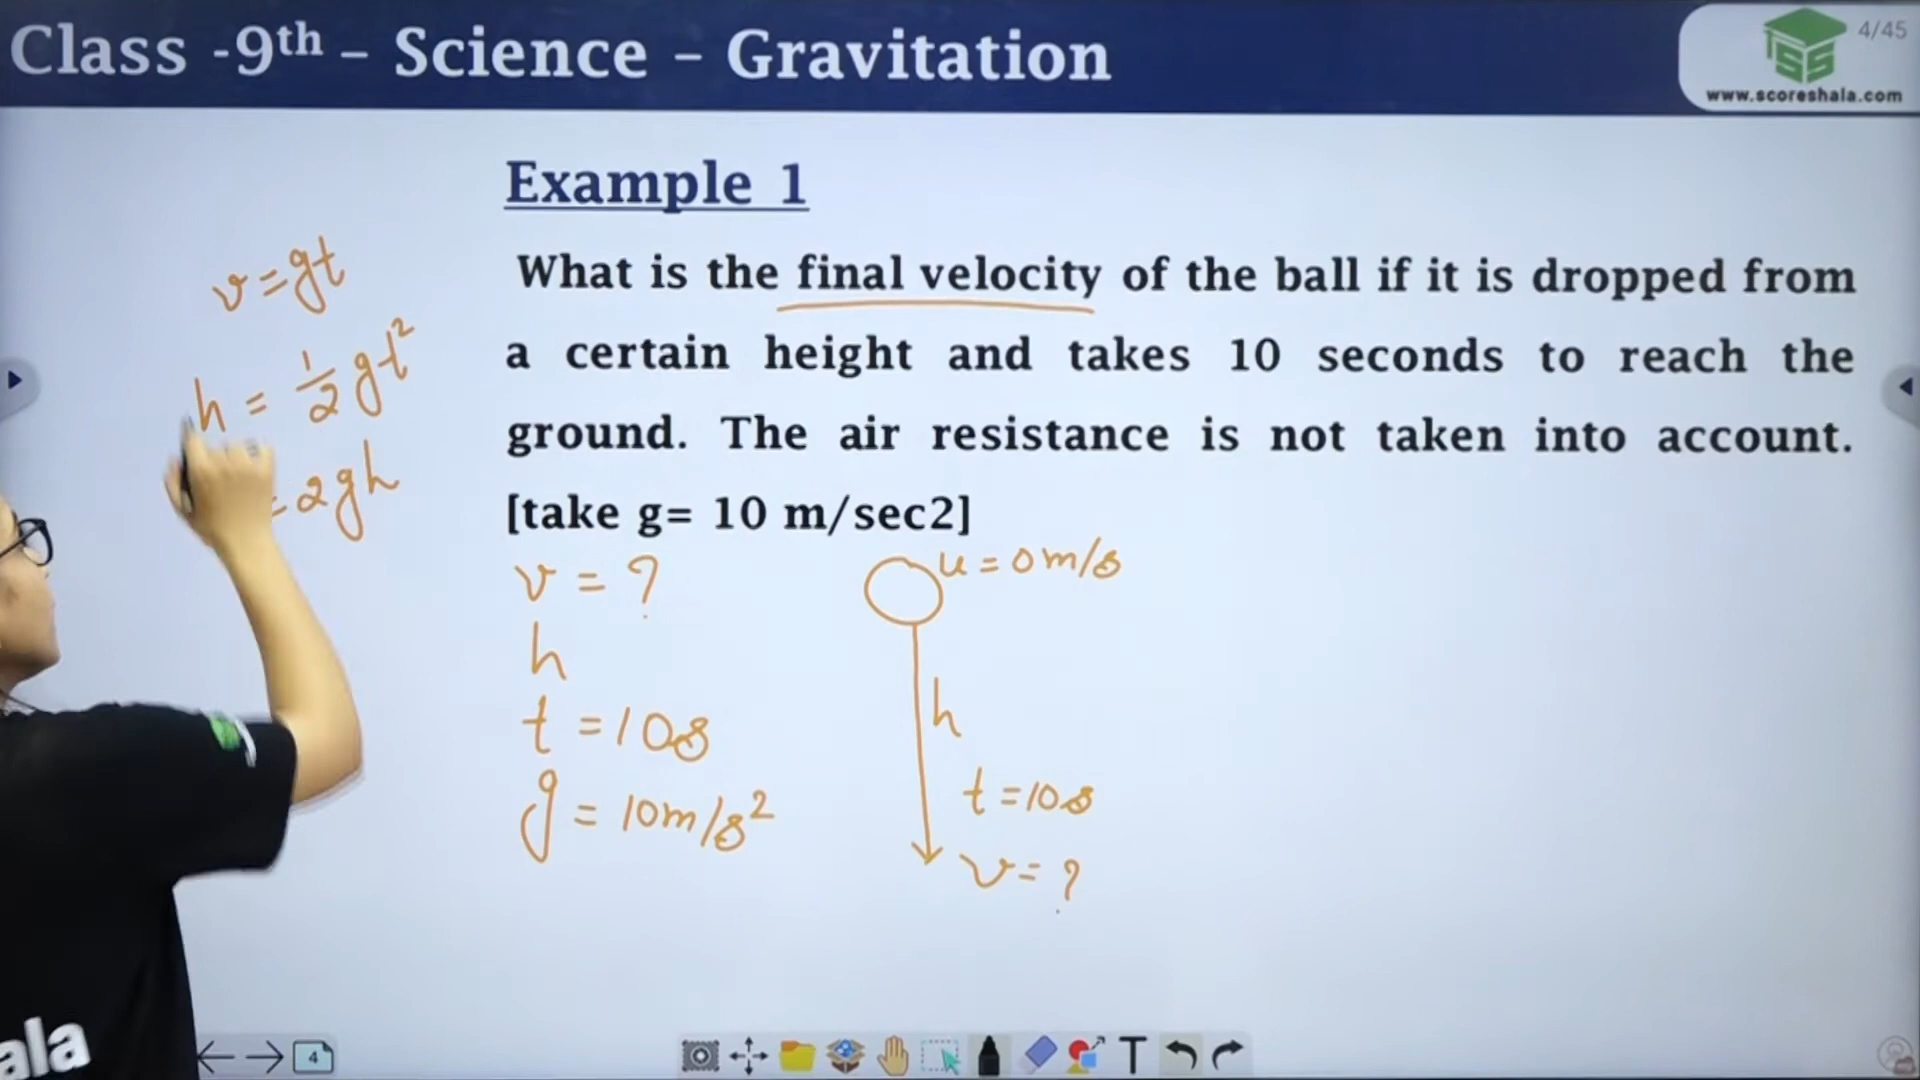 Class -9th – Science – Gravitation
4/45
www.scoreshala.com
Example 1
What is the final velocity of the ball if it is dropped from
a certain height and takes 10 seconds to reach the
ground. The air resistance is not taken into account.
[take g= 10 m/sec2]
v = gt
h = 1/2 gt²
= 2gh
v = ?
h
t = 10s
g = 10m/s²
u = 0m/s
h
t = 10s
v = ?
ala
4
T